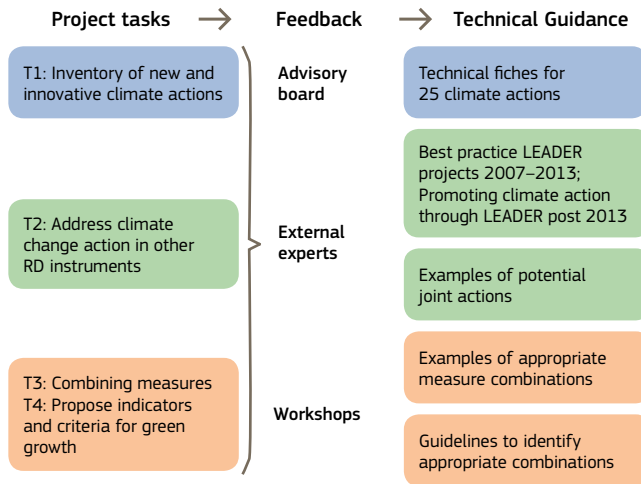 Project tasks → Feedback → Technical Guidance
T1: Inventory of new and
innovative climate actions
T2: Address climate
change action in other
RD instruments
T3: Combining measures
T4: Propose indicators
and criteria for green
growth
Advisory
board
External
experts
Workshops
Technical fiches for
25 climate actions
Best practice LEADER
projects 2007–2013;
Promoting climate action
through LEADER post 2013
Examples of potential
joint actions
Examples of appropriate
measure combinations
Guidelines to identify
appropriate combinations